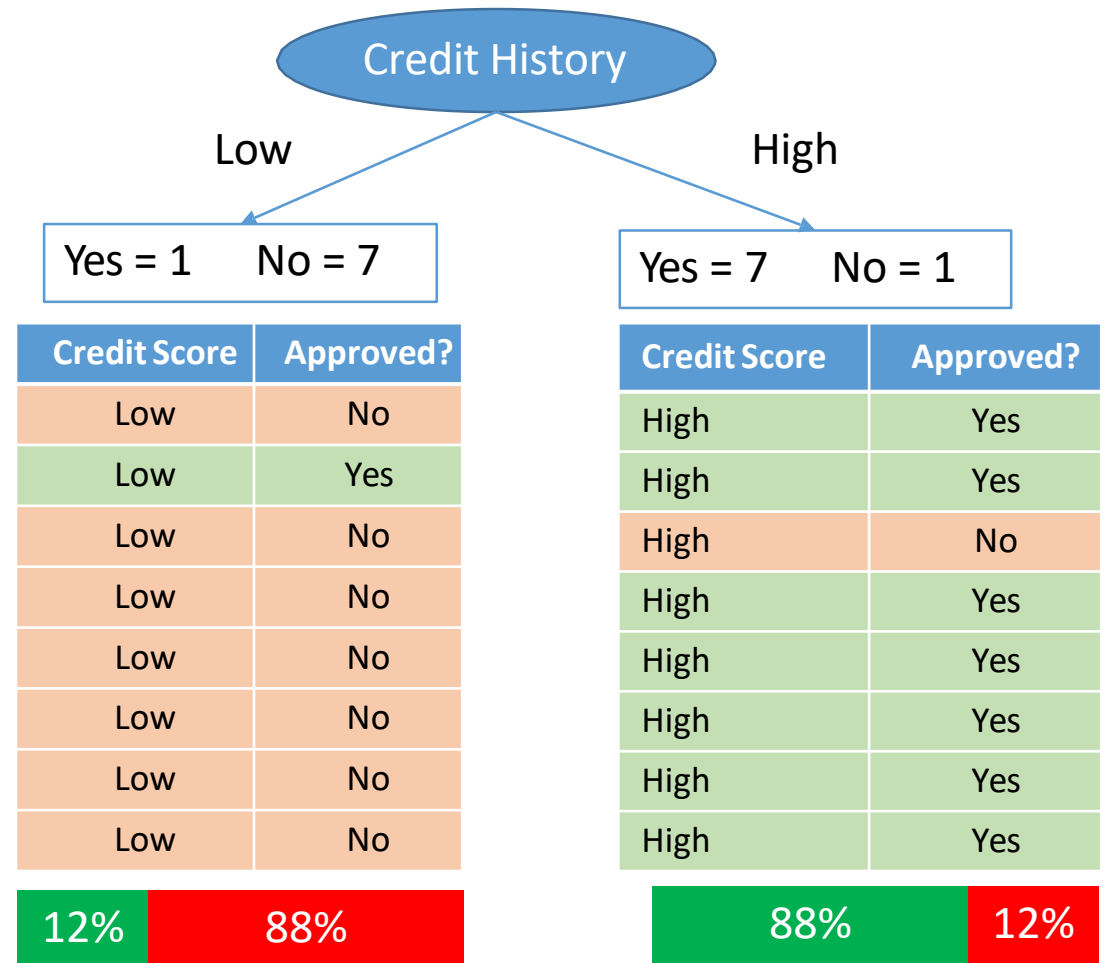 Credit History
Low High
Yes = 1 No = 7
Yes = 7 No = 1
Credit Score Approved?
Low No
Low Yes
Low No
Low No
Low No
Low No
Low No
Low No
12% 88%
Credit Score Approved?
High Yes
High Yes
High No
High Yes
High Yes
High Yes
High Yes
High Yes
88% 12%